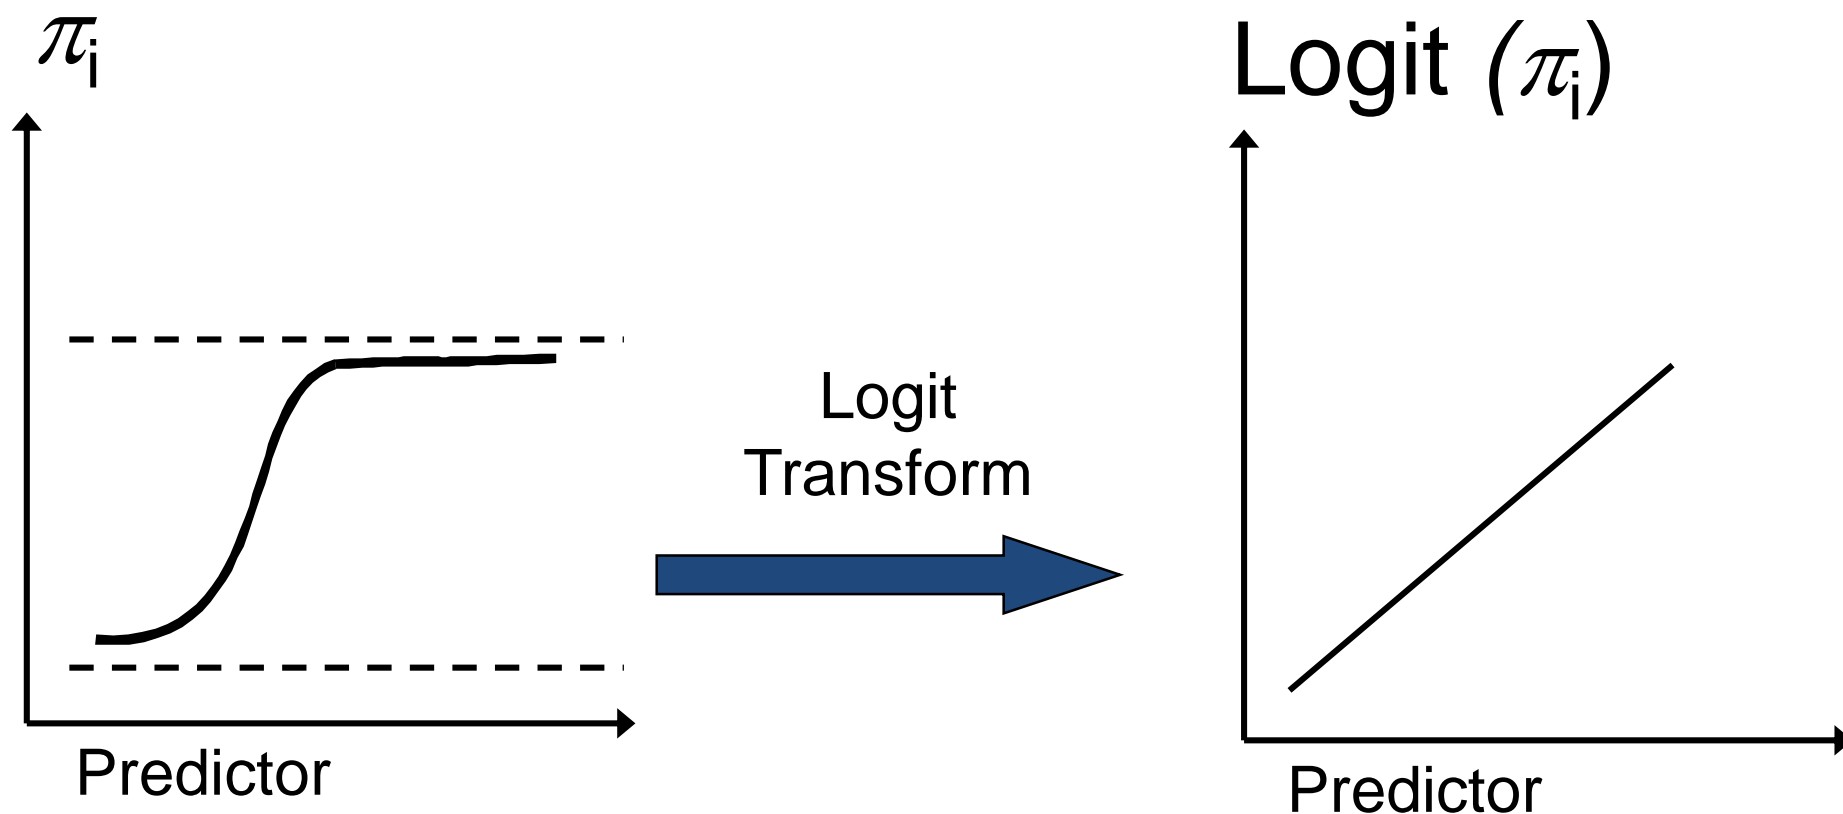 πi
Logit (πi)
Logit
Transform
Predictor
Predictor